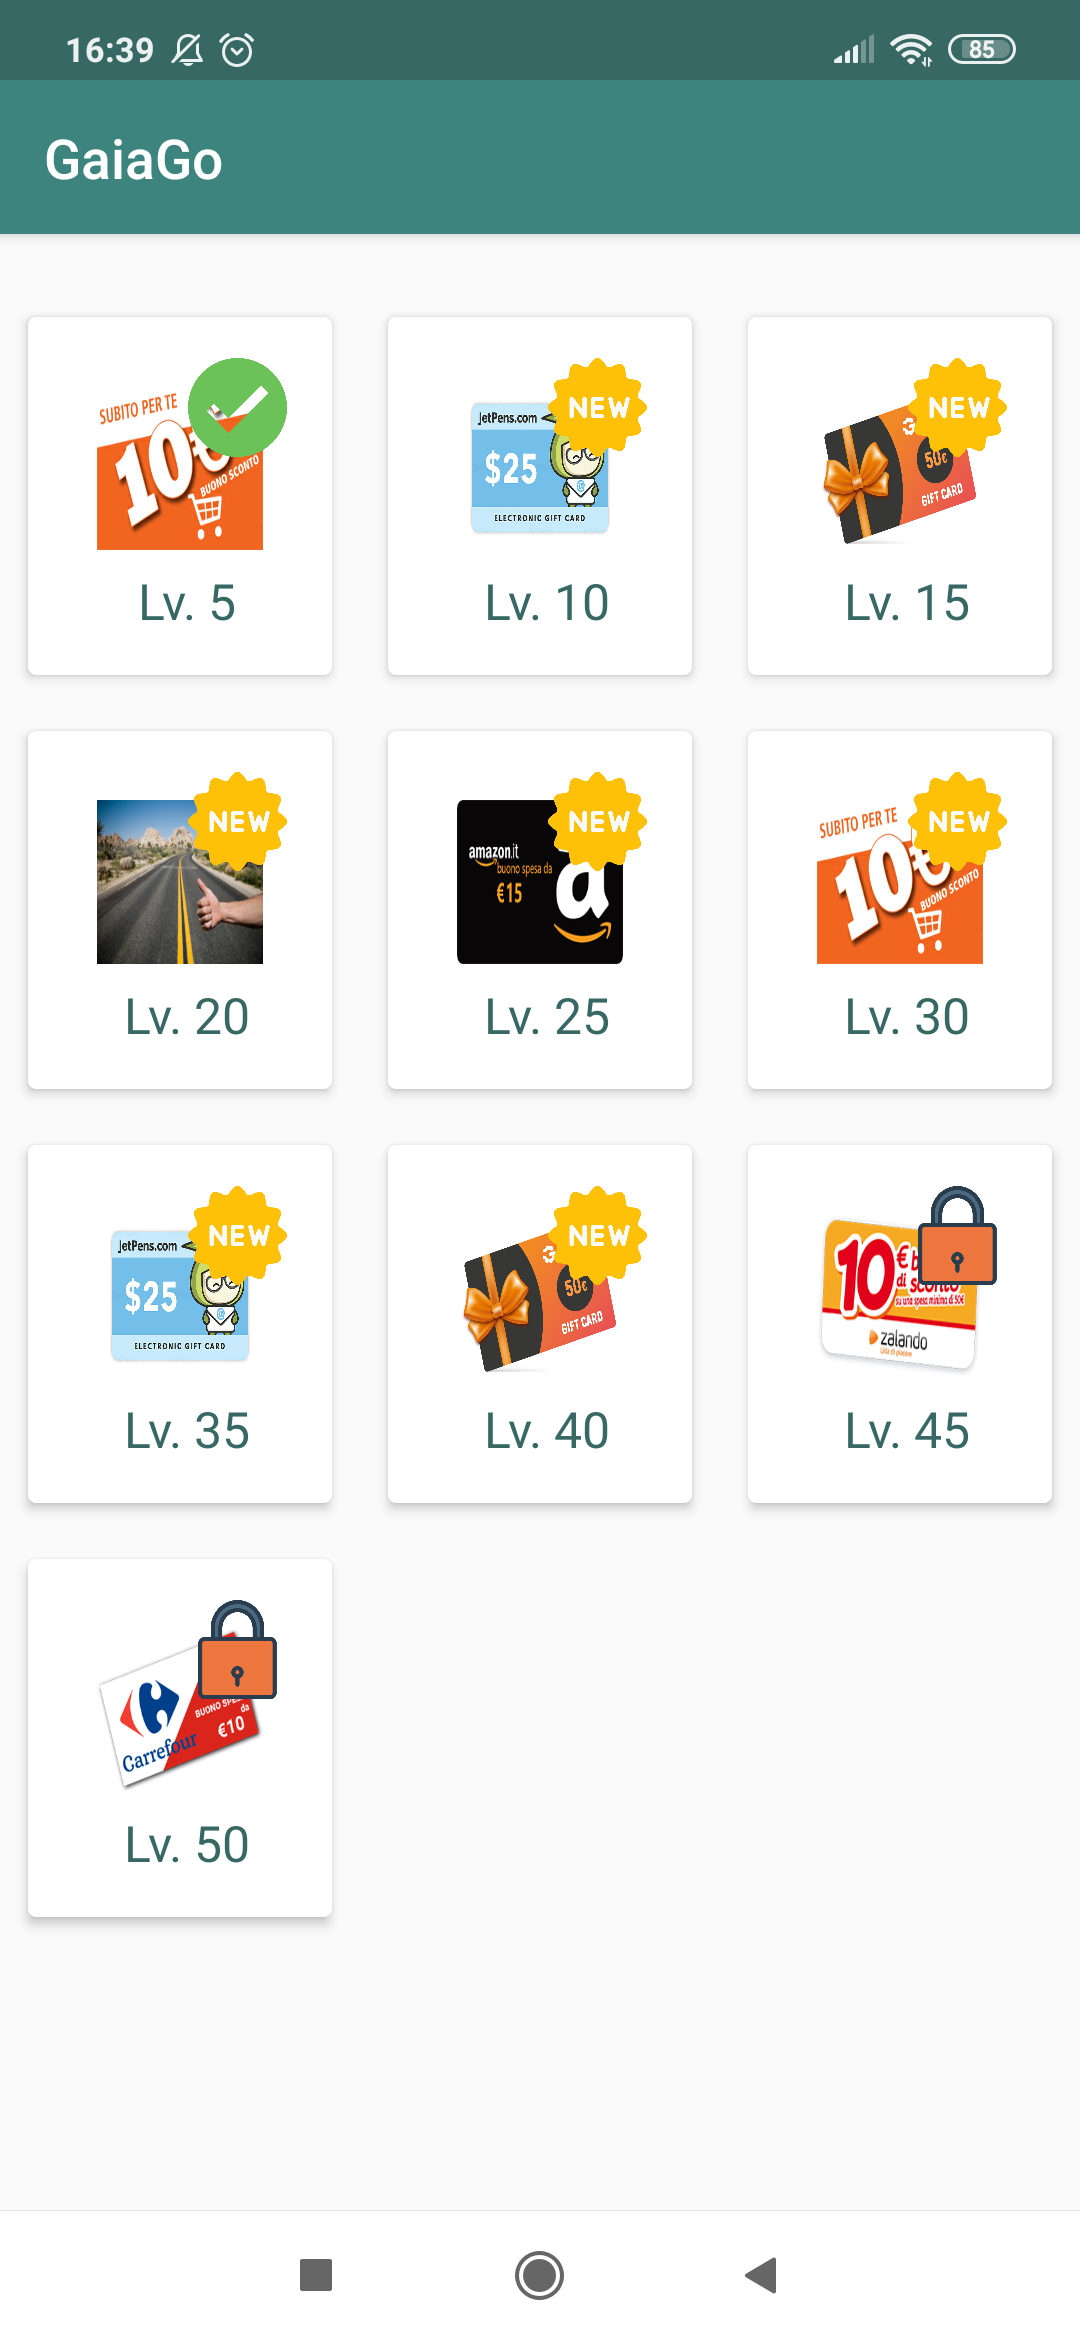 16:39
85
GaiaGo
SUBITO PER TE
10€
BUONO SCONTO
Lv. 5
JetPens.com
NEW
$25
ELECTRONIC GIFT CARD
Lv. 10
NEW
50€
GIFT CARD
Lv. 15
NEW
Lv. 20
NEW
amazon.it
buono spesa da
€15
Lv. 25
NEW
SUBITO PER TE
10€
BUONO SCONTO
Lv. 30
JetPens.com
NEW
$25
ELECTRONIC GIFT CARD
Lv. 35
NEW
50€
GIFT CARD
Lv. 40
10€
di sconto
su una spesa minima di 50€
zalando
Lv. 45
BUONO
da
€10
Carrefour
Lv. 50